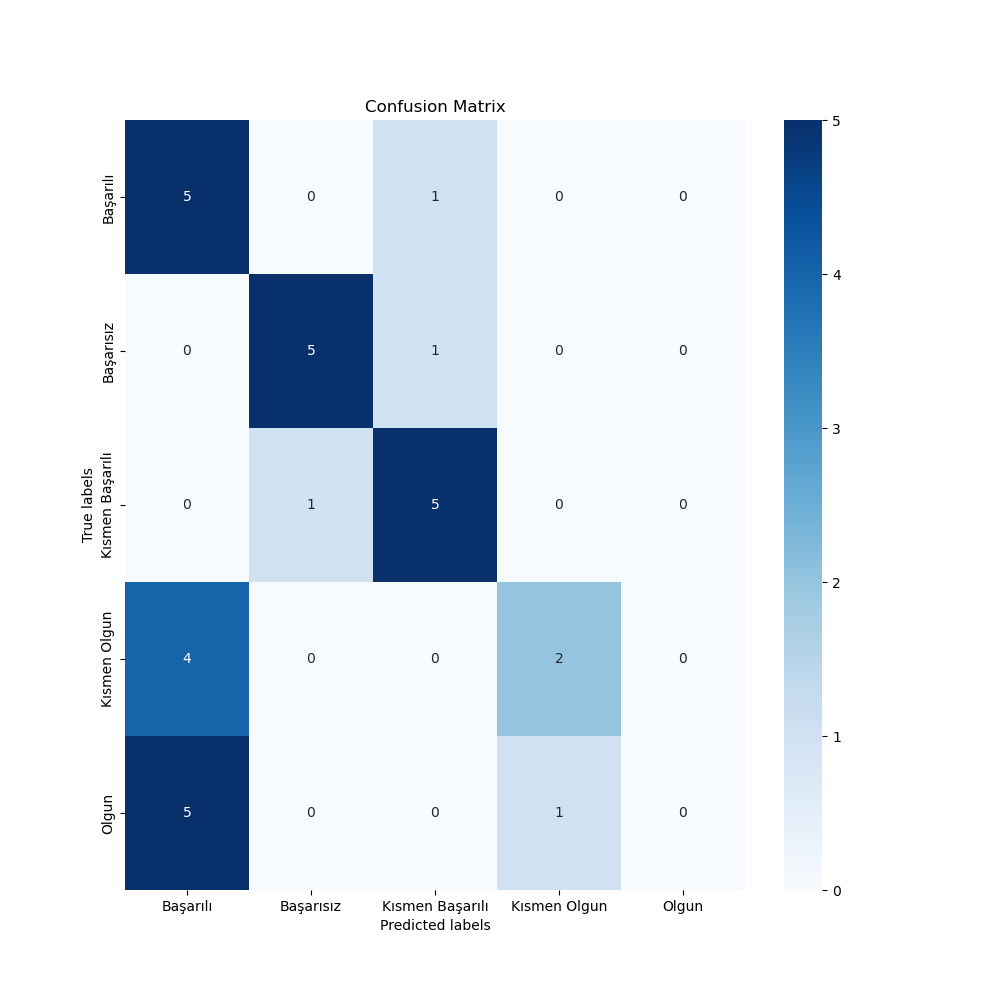 Confusion Matrix
True labels
Başarılı
5 0 1 0 0
Başarısız
0 5 1 0 0
Kısmen Başarılı
0 1 5 0 0
Kısmen Olgun
4 0 0 2 0
Olgun
5 0 0 1 0
Başarılı Başarısız Kısmen Başarılı Kısmen Olgun Olgun
Predicted labels
5
4
3
2
1
0